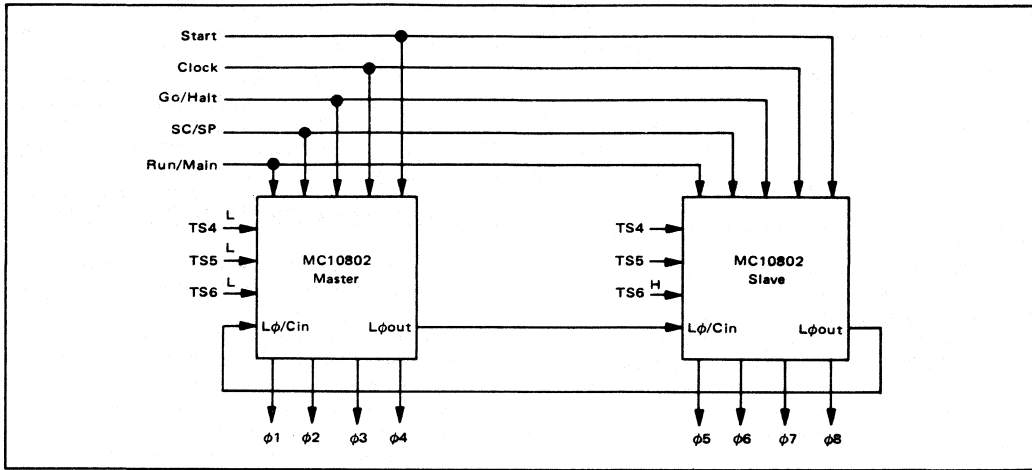 Start
Clock
Go/Halt
SC/SP
Run/Main
TS4 L
TS5 L
TS6 L
MC10802
Master
Lϕ/Cin
Lϕout
ϕ1 ϕ2 ϕ3 ϕ4
TS4
TS5
TS6 H
MC10802
Slave
Lϕ/Cin
Lϕout
ϕ5 ϕ6 ϕ7 ϕ8